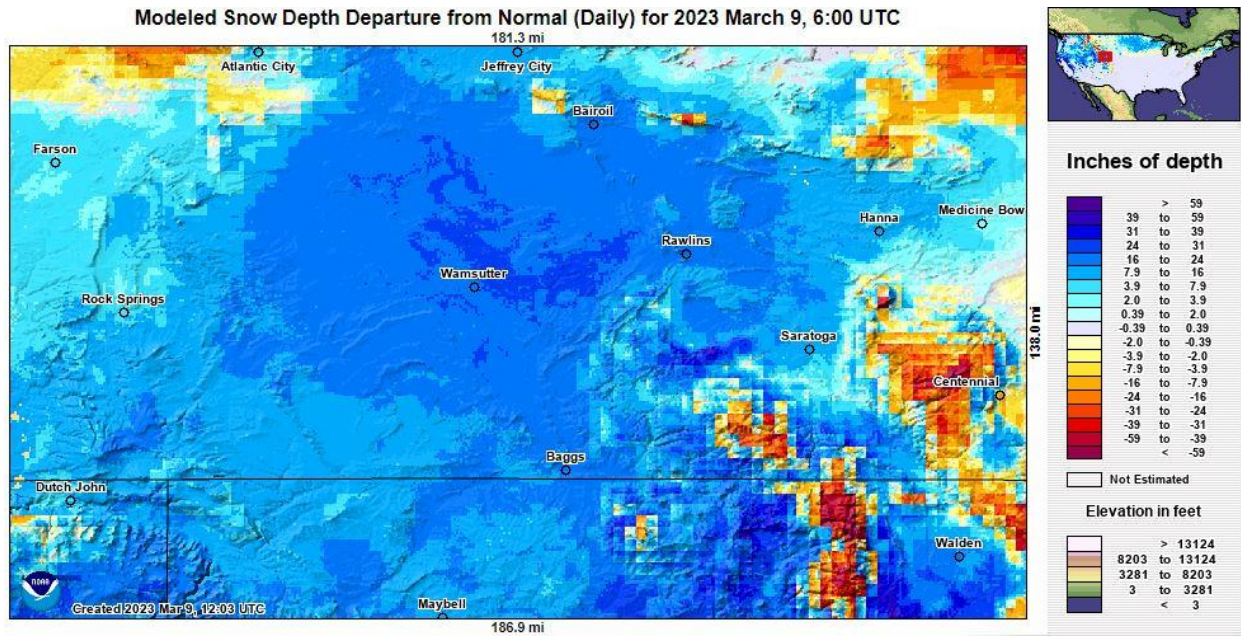 Modeled Snow Depth Departure from Normal (Daily) for 2023 March 9, 6:00 UTC
181.3 mi
Atlantic City
Jeffrey City
Bairoil
Farson
Hanna
Medicine Bow
Rawlins
Wamsutter
Rock Springs
Saratoga
138.0 mi
Centennial
Baggs
Dutch John
Walden
NOAA
Created 2023 Mar 9, 12:03 UTC
Maybell
186.9 mi
Inches of depth
> 59
39 to 59
31 to 39
24 to 31
16 to 24
7.9 to 16
3.9 to 7.9
2.0 to 3.9
0.39 to 2.0
-0.39 to 0.39
-2.0 to -0.39
-3.9 to -2.0
-7.9 to -3.9
-16 to -7.9
-24 to -16
-31 to -24
-39 to -31
-59 to -39
< -59
Not Estimated
Elevation in feet
> 13124
8203 to 13124
3281 to 8203
3 to 3281
< 3